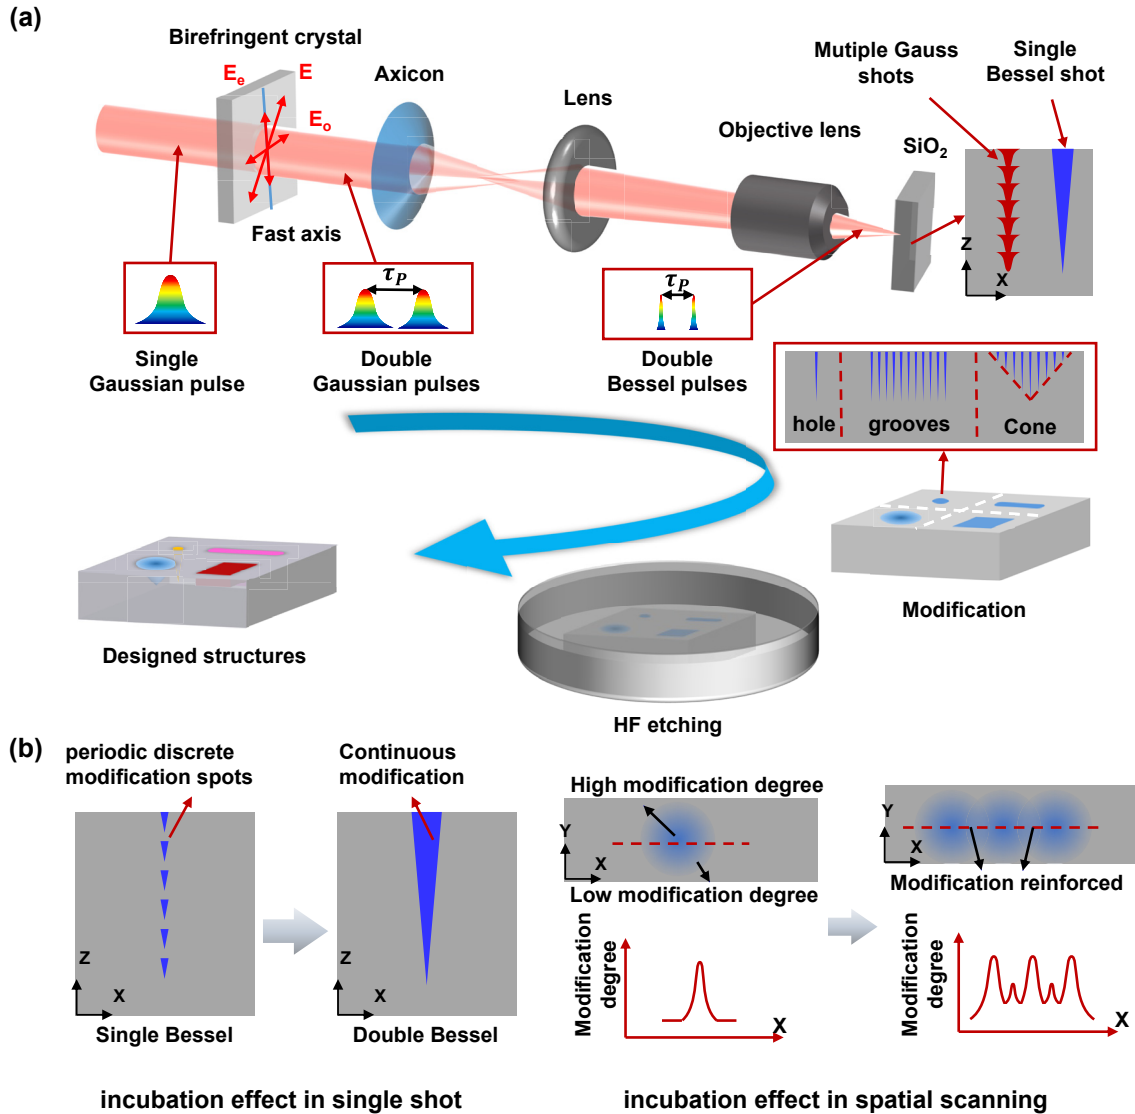 (a)
Birefringent crystal
Ee
E
Eo
Axicon
Lens
Objective lens
SiO2
Mutiple Gauss
shots
Single
Bessel shot
Z
X
Fast axis
τP
τP
Single
Gaussian pulse
Double
Gaussian pulses
Double
Bessel pulses
hole
grooves
Cone
Modification
Designed structures
HF etching
(b)
periodic discrete
modification spots
Continuous
modification
Z
X
Single Bessel
Z
X
Double Bessel
High modification degree
Y
X
Low modification degree
Y
X
Modification reinforced
Modification
degree
X
Modification
degree
X
incubation effect in single shot
incubation effect in spatial scanning